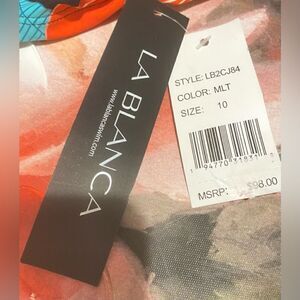 LA BLANCA
www.lablancaswim.com
STYLE: LB2CJ84
COLOR: MLT
SIZE: 10
MSRP: $98.00